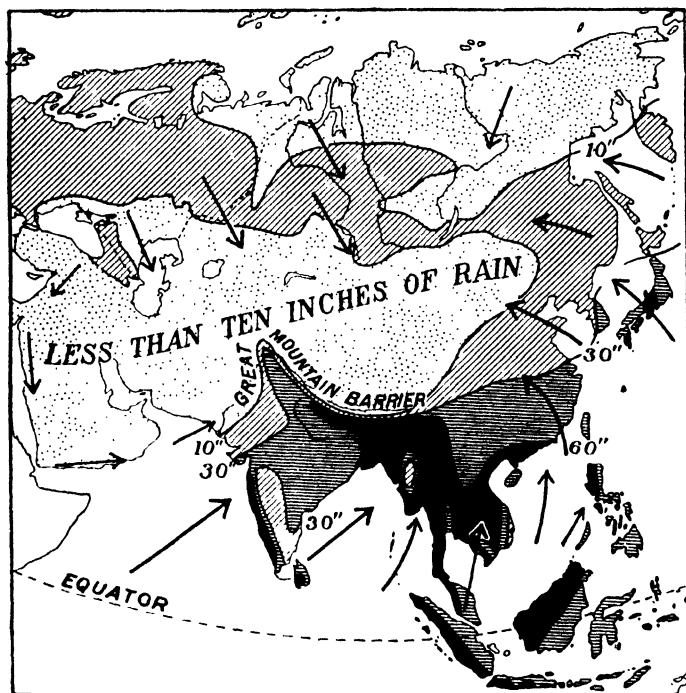 10"
LESS THAN TEN INCHES OF RAIN
GREAT
MOUNTAIN BARRIER
30"
10"
30"
60"
30"
EQUATOR